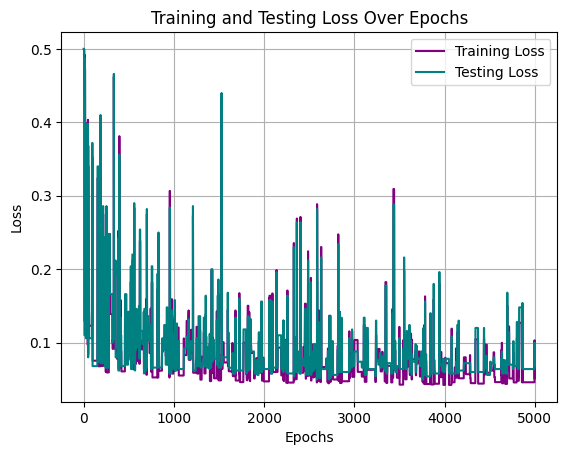 Training and Testing Loss Over Epochs
Training Loss
Testing Loss
Loss
0.5
0.4
0.3
0.2
0.1
0 1000 2000 3000 4000 5000
Epochs